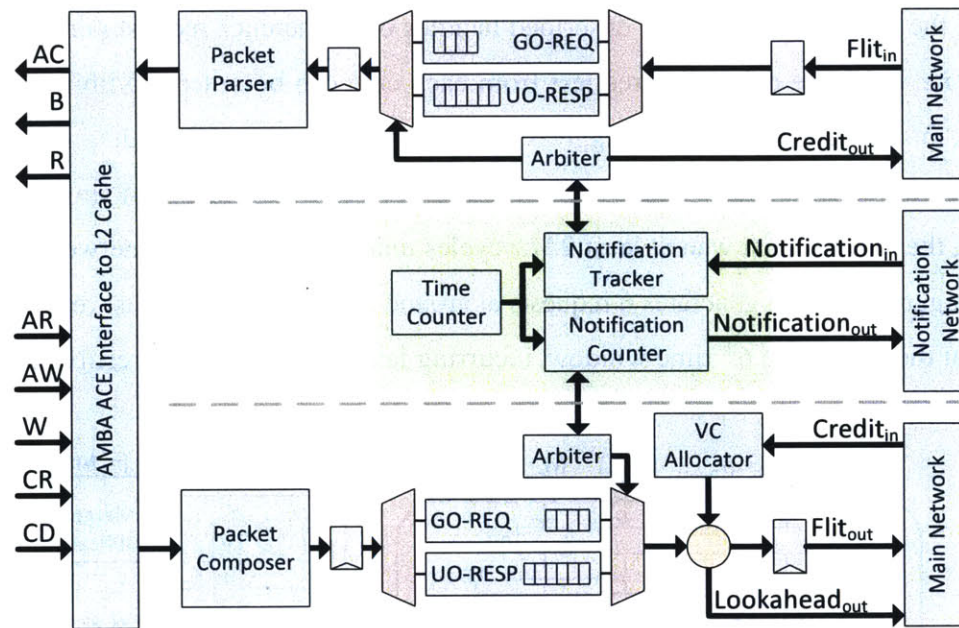 AC
B
R
AR
AW
W
CR
CD
AMBA ACE Interface to L2 Cache
Packet
Parser
GO-REQ
UO-RESP
Flit_in
Main Network
Arbiter
Credit_out
Time
Counter
Notification
Tracker
Notification
Counter
Notification_in
Notification_out
Notification
Network
Arbiter
VC
Allocator
Credit_in
Packet
Composer
GO-REQ
UO-RESP
Flit_out
Lookahead_out
Main Network